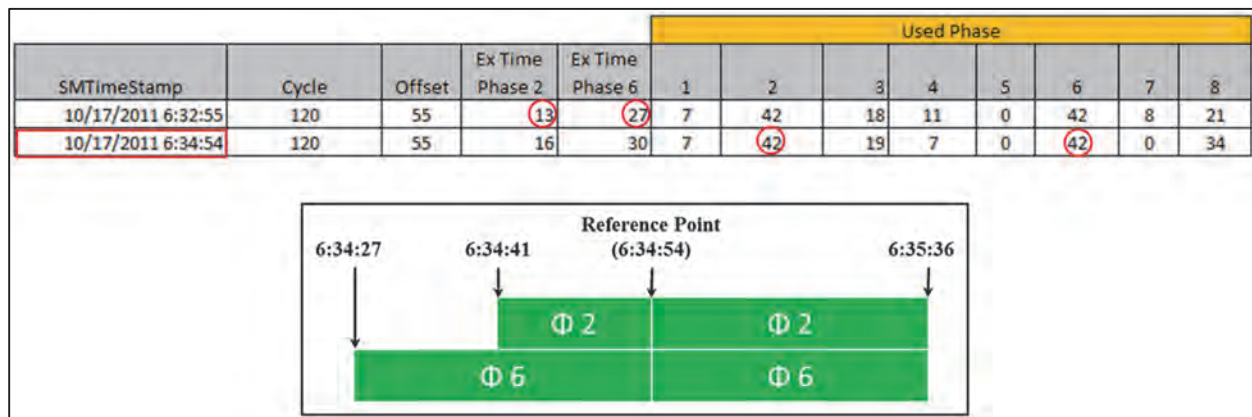 Used Phase
SMTimeStamp Cycle Offset Ex Time Phase 2 Ex Time Phase 6 1 2 3 4 5 6 7 8
10/17/2011 6:32:55 120 55 13 27 7 42 18 11 0 42 8 21
10/17/2011 6:34:54 120 55 16 30 7 42 19 7 0 42 0 34
Reference Point
6:34:27 6:34:41 (6:34:54) 6:35:36
Φ 2 Φ 2
Φ 6 Φ 6